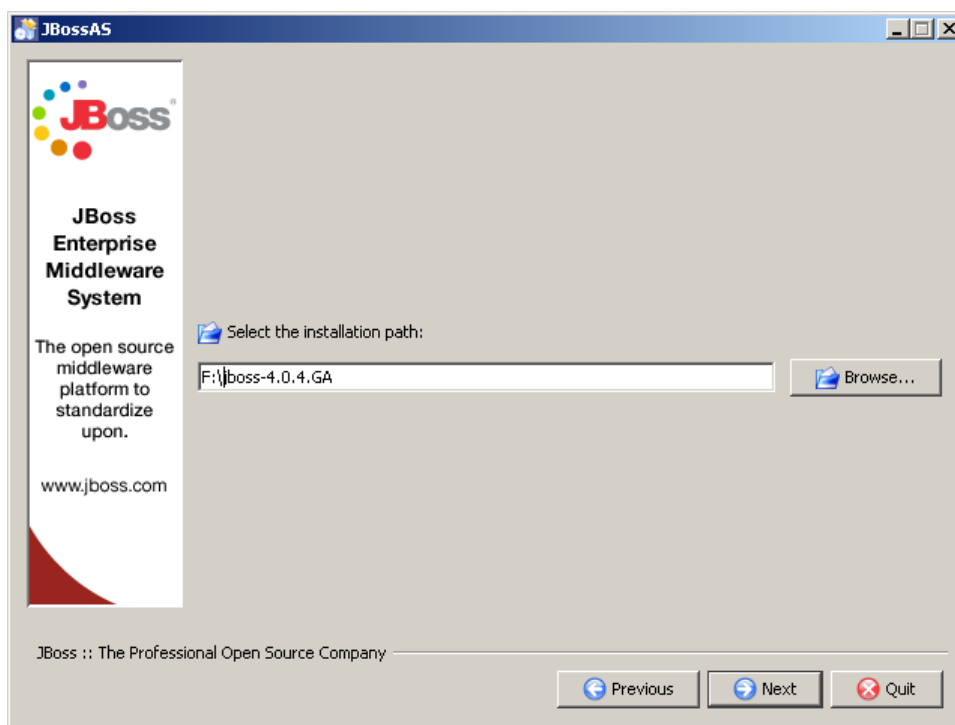 JBossAS
JBoss®
JBoss
Enterprise
Middleware
System
The open source
middleware
platform to
standardize
upon.
www.jboss.com
Select the installation path:
F:\jboss-4.0.4.GA
Browse...
JBoss :: The Professional Open Source Company
Previous
Next
Quit